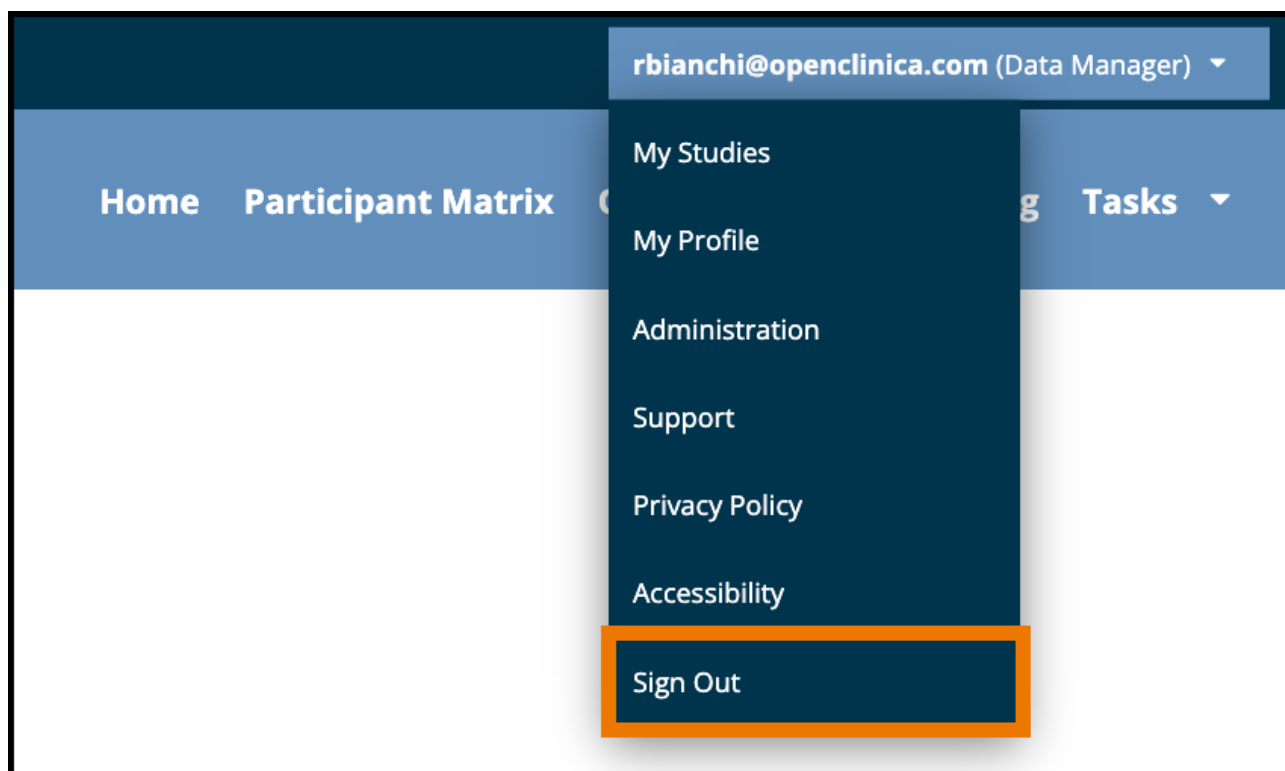 rbianchi@openclinica.com (Data Manager)
Home Participant Matrix Tasks
My Studies
My Profile
Administration
Support
Privacy Policy
Accessibility
Sign Out